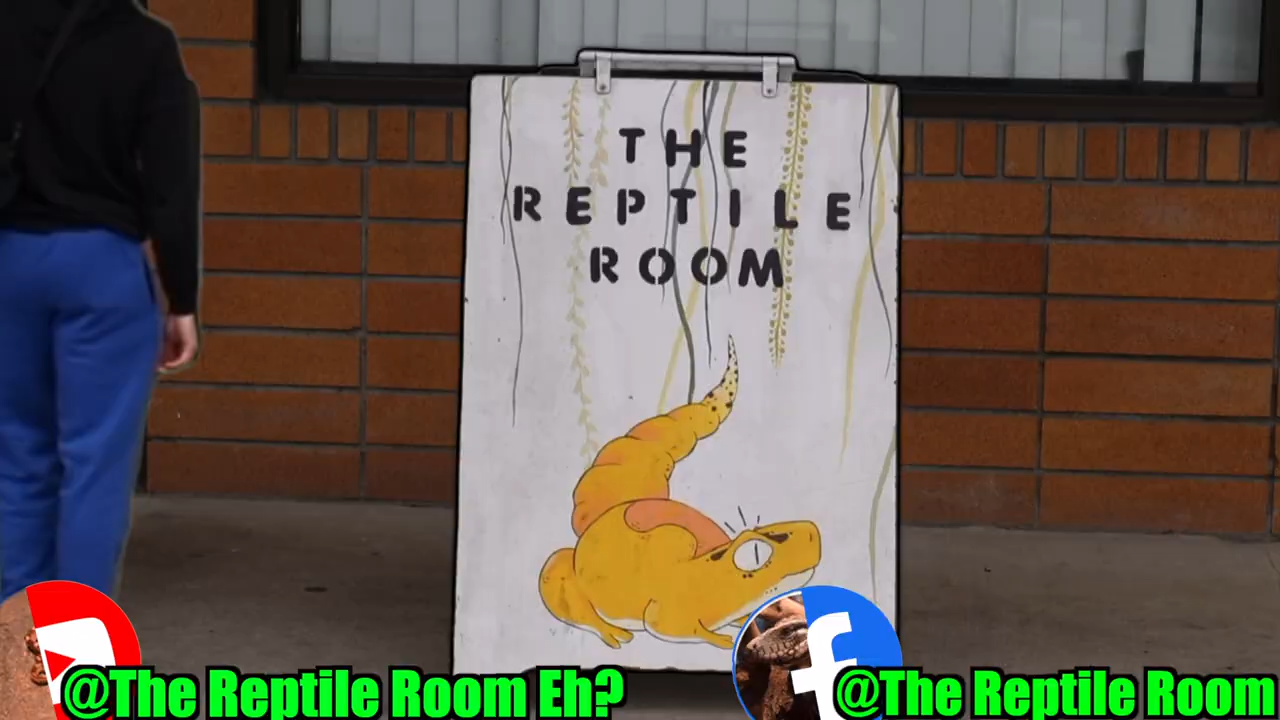 THE
REPTILE
ROOM
@The Reptile Room Eh?
@The Reptile Room